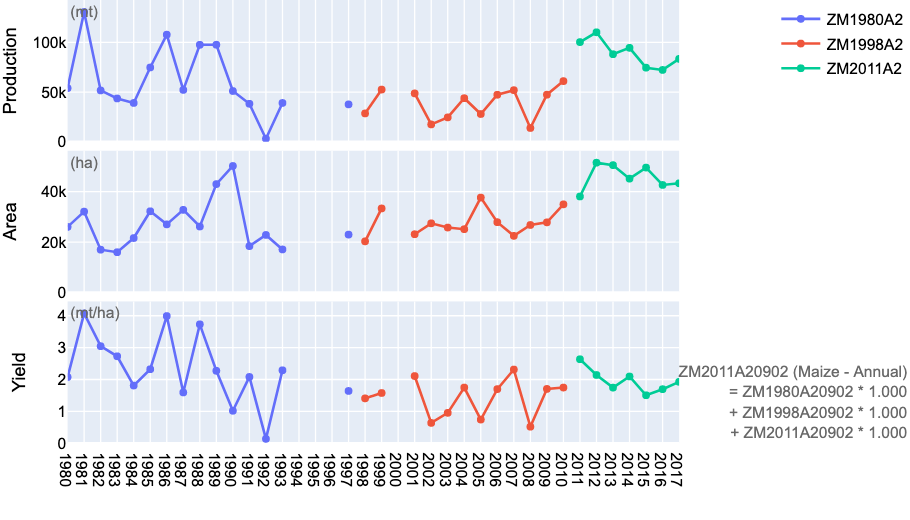 (mt)
Production
100k
50k
0
ZM1980A2
ZM1998A2
ZM2011A2
(ha)
Area
40k
20k
0
(mt/ha)
Yield
4
3
2
1
0
ZM2011A20902 (Maize - Annual)
= ZM1980A20902 * 1.000
+ ZM1998A20902 * 1.000
+ ZM2011A20902 * 1.000
1980
1981
1982
1983
1984
1985
1986
1987
1988
1989
1990
1991
1992
1993
1994
1995
1996
1997
1998
1999
2000
2001
2002
2003
2004
2005
2006
2007
2008
2009
2010
2011
2012
2013
2014
2015
2016
2017